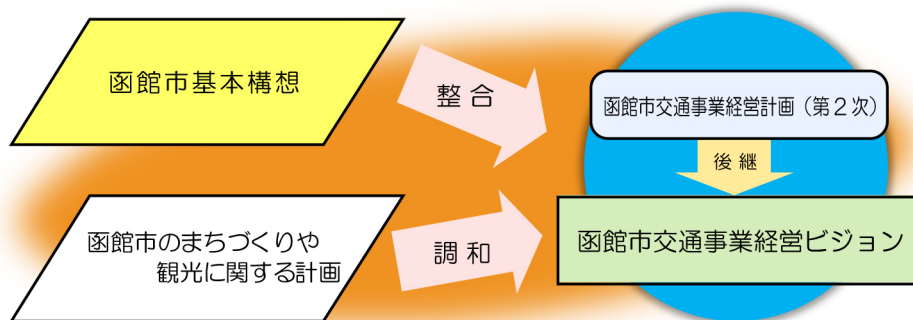 函館市基本構想
整合
函館市交通事業経営計画（第２次）
後継
函館市のまちづくりや
観光に関する計画
調和
函館市交通事業経営ビジョン